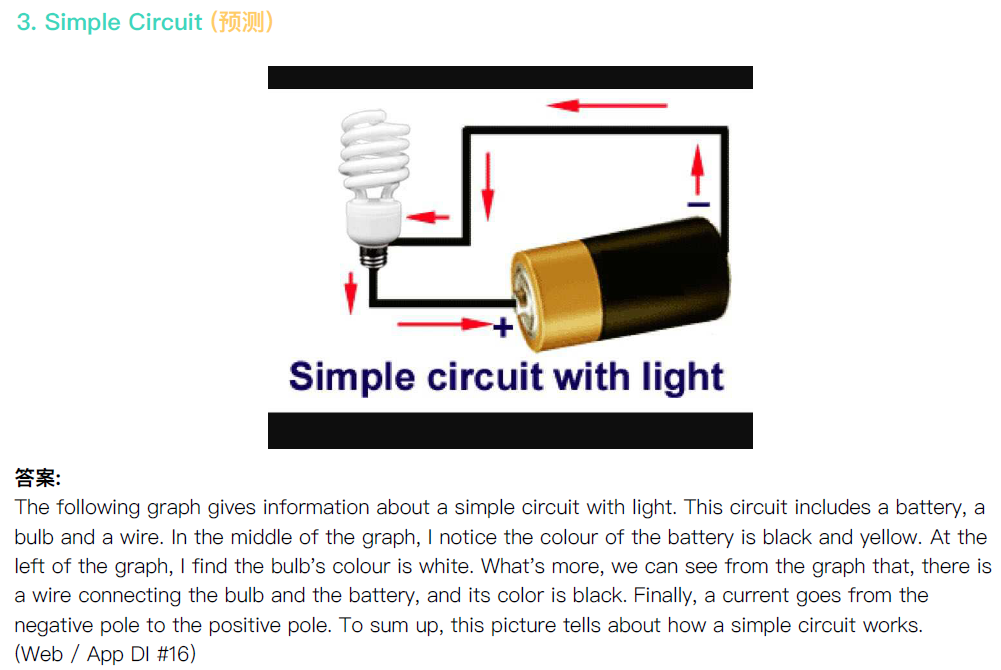 3. Simple Circuit (预测)
−
+
Simple circuit with light
答案:
The following graph gives information about a simple circuit with light. This circuit includes a battery, a
bulb and a wire. In the middle of the graph, I notice the colour of the battery is black and yellow. At the
left of the graph, I find the bulb's colour is white. What's more, we can see from the graph that, there is
a wire connecting the bulb and the battery, and its color is black. Finally, a current goes from the
negative pole to the positive pole. To sum up, this picture tells about how a simple circuit works.
(Web / App DI #16)